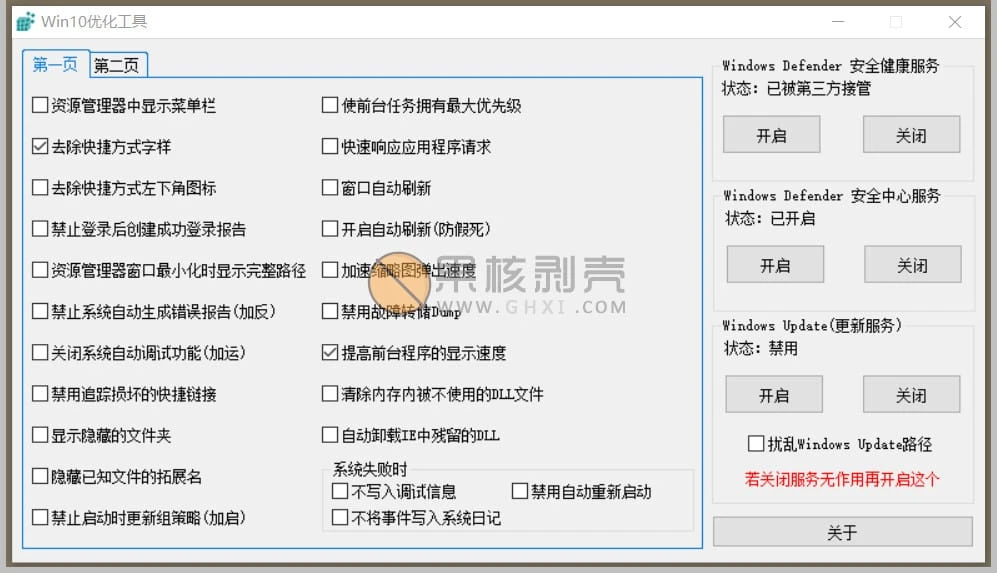 Win10优化工具
第一页
第二页
资源管理器中显示菜单栏
去除快捷方式字样
去除快捷方式左下角图标
禁止登录后创建成功登录报告
资源管理器窗口最小化时显示完整路径
禁止系统自动生成错误报告(加反)
关闭系统自动调试功能(加运)
禁用追踪损坏的快捷链接
显示隐藏的文件夹
隐藏已知文件的拓展名
禁止启动时更新组策略(加启)
使前台任务拥有最大优先级
快速响应应用程序请求
窗口自动刷新
开启自动刷新(防假死)
加速缩略图弹出速度
禁用故障转储Dump
提高前台程序的显示速度
清除内存内被不使用的DLL文件
自动卸载IE中残留的DLL
系统失败时
不写入调试信息
禁用自动重新启动
不将事件写入系统日记
果核剥壳
WWW.GHXI.COM
Windows Defender 安全健康服务
状态: 已被第三方接管
开启
关闭
Windows Defender 安全中心服务
状态: 已开启
开启
关闭
Windows Update(更新服务)
状态: 禁用
开启
关闭
扰乱Windows Update路径
若关闭服务无作用再开启这个
关于